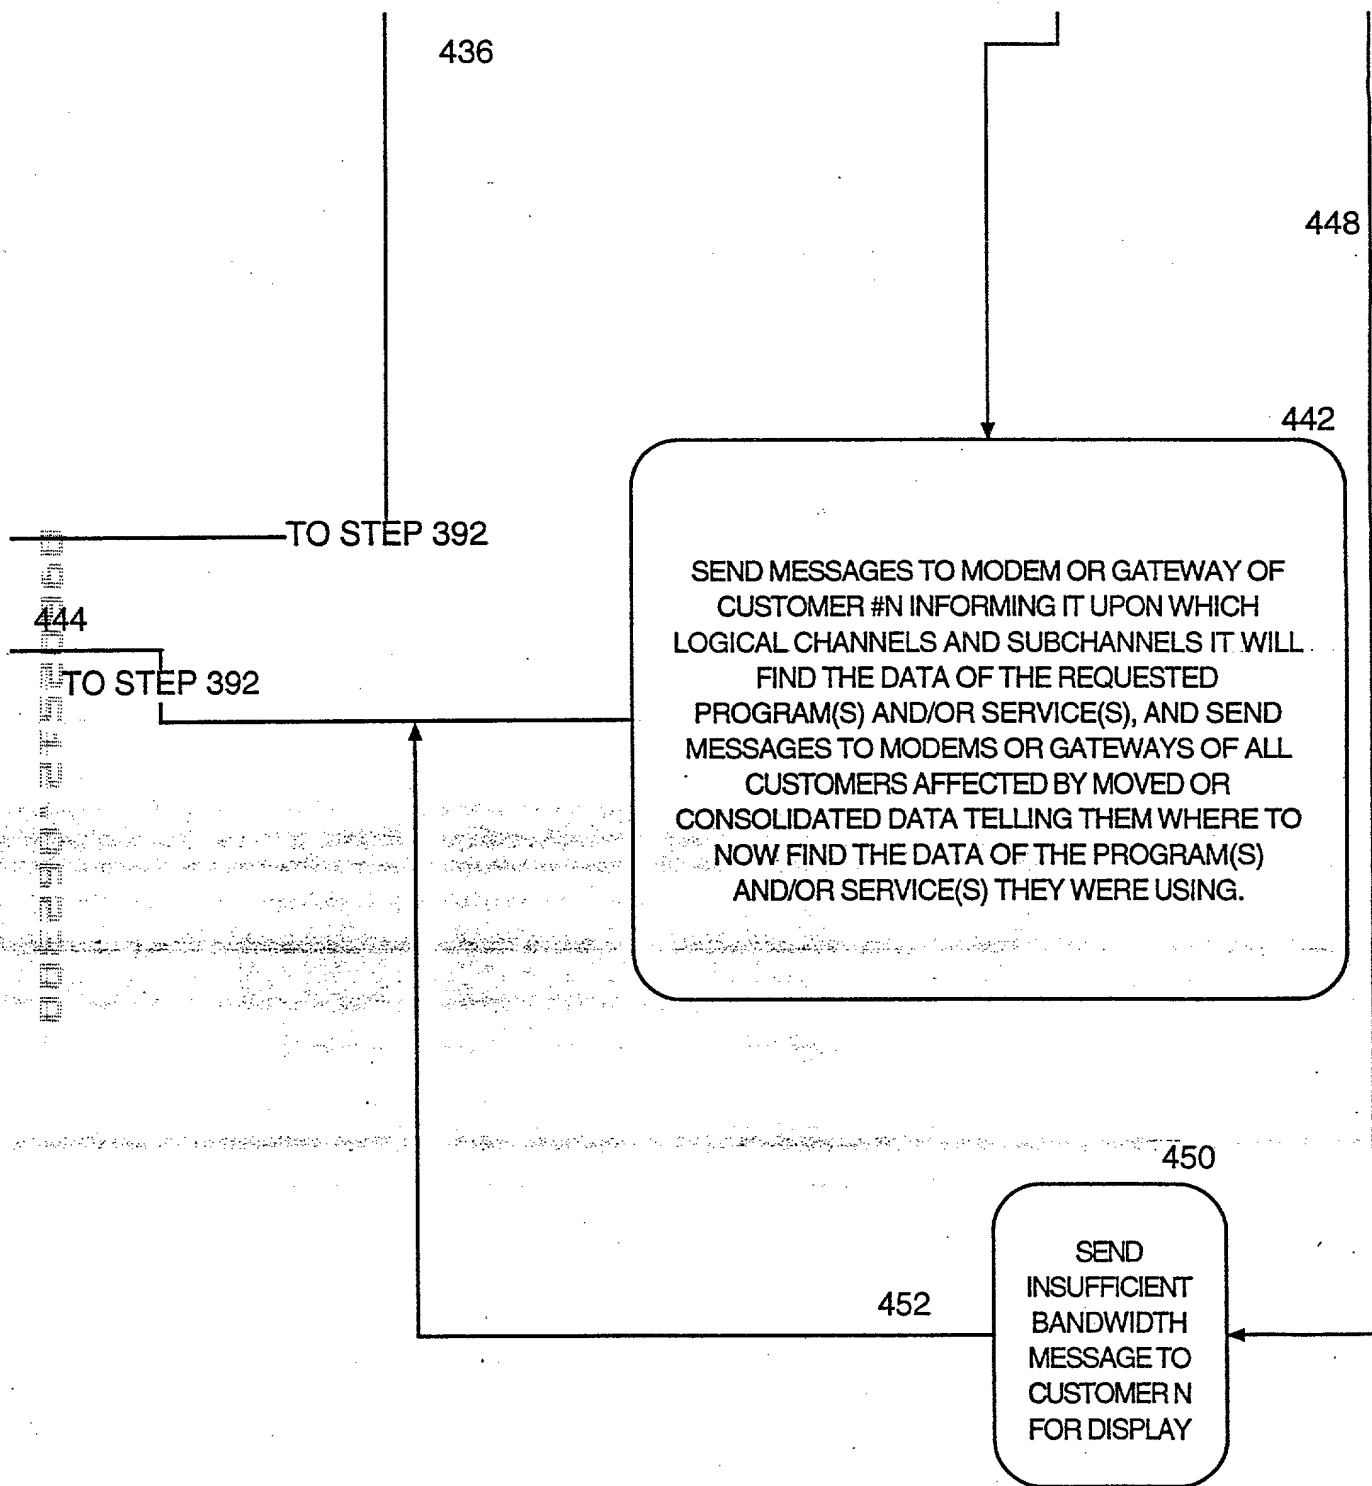 436
448
442
TO STEP 392
444
TO STEP 392
SEND MESSAGES TO MODEM OR GATEWAY OF
CUSTOMER #N INFORMING IT UPON WHICH
LOGICAL CHANNELS AND SUBCHANNELS IT WILL
FIND THE DATA OF THE REQUESTED
PROGRAM(S) AND/OR SERVICE(S), AND SEND
MESSAGES TO MODEMS OR GATEWAYS OF ALL
CUSTOMERS AFFECTED BY MOVED OR
CONSOLIDATED DATA TELLING THEM WHERE TO
NOW FIND THE DATA OF THE PROGRAM(S)
AND/OR SERVICE(S) THEY WERE USING.
450
SEND
INSUFFICIENT
BANDWIDTH
MESSAGE TO
CUSTOMER N
FOR DISPLAY
452